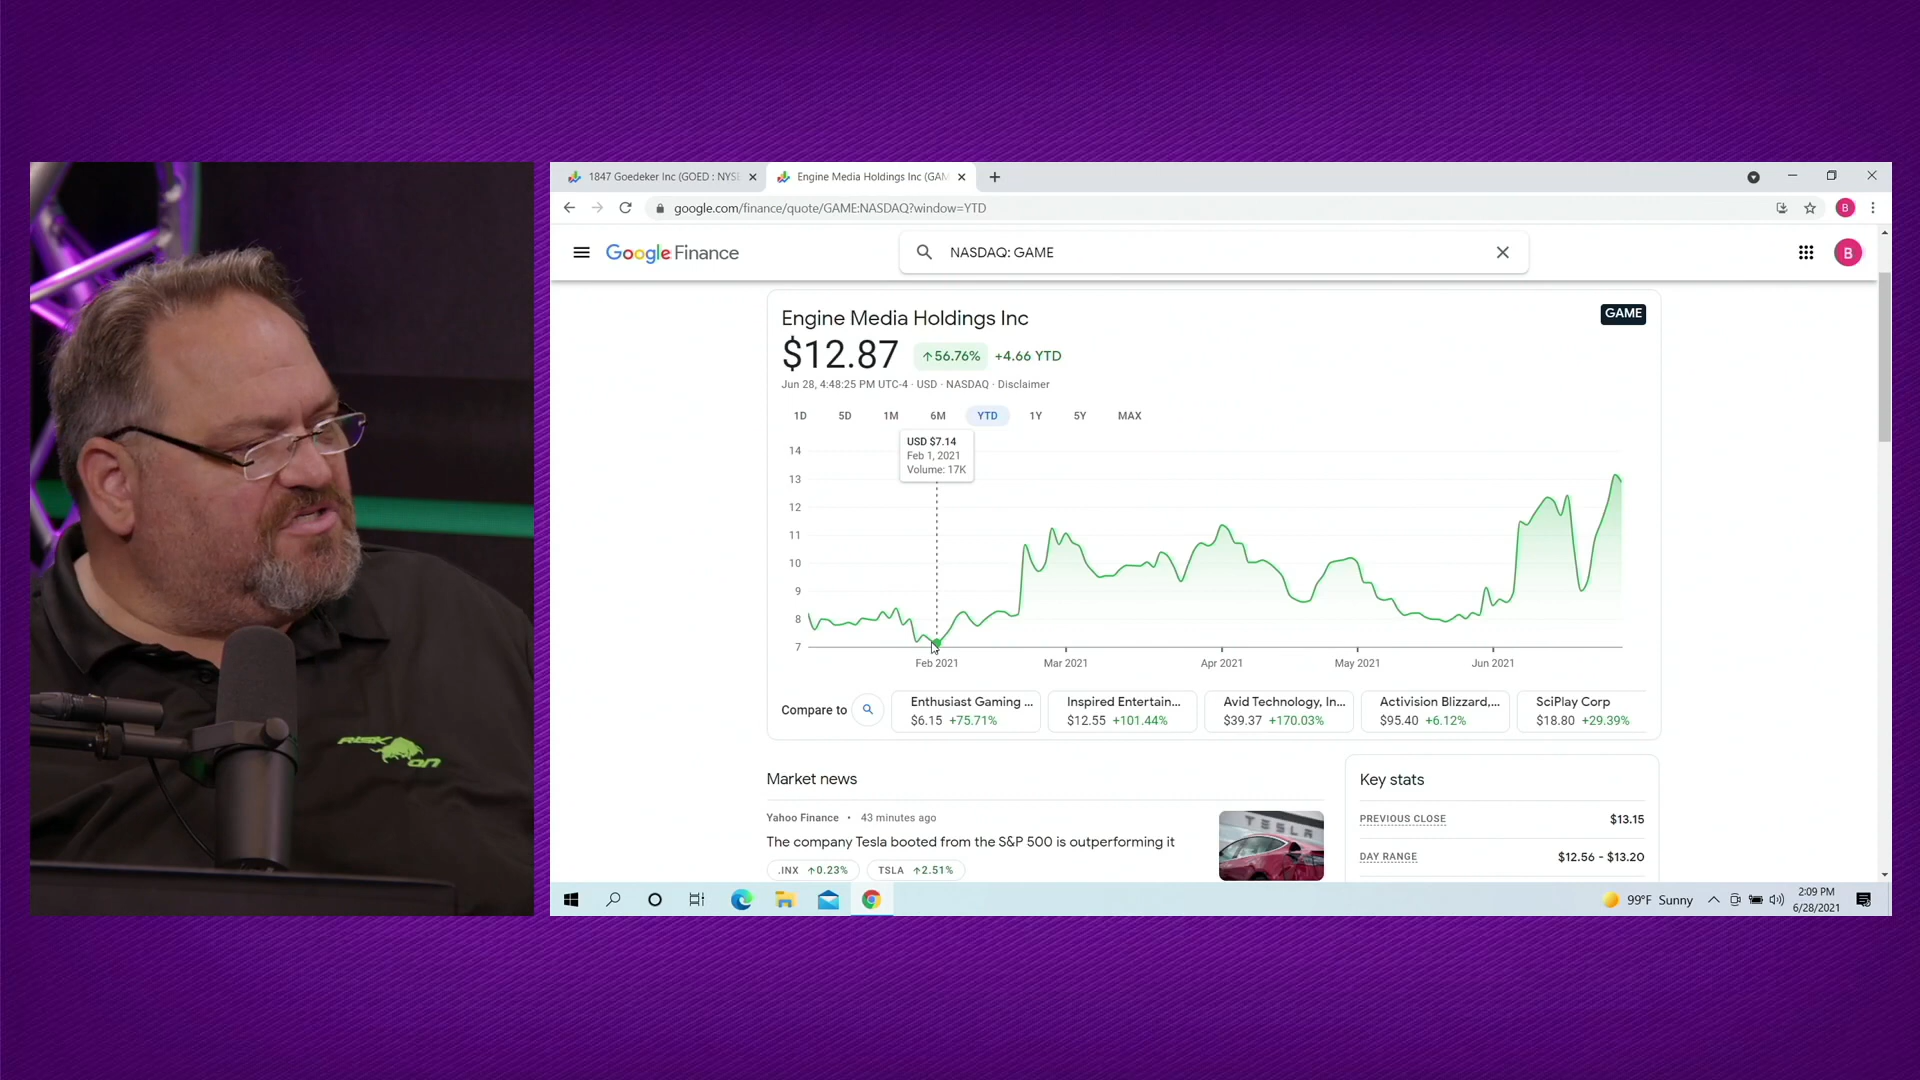 1847 Goedeker Inc (GOED : NYSE
Engine Media Holdings Inc (GAM
google.com/finance/quote/GAME:NASDAQ?window=YTD
B
Google Finance
NASDAQ: GAME
B
Engine Media Holdings Inc
GAME
$12.87 ↑56.76% +4.66 YTD
Jun 28, 4:48:25 PM UTC-4 · USD · NASDAQ · Disclaimer
1D 5D 1M 6M YTD 1Y 5Y MAX
USD $7.14
Feb 1, 2021
Volume: 17K
14
13
12
11
10
9
8
7
Feb 2021 Mar 2021 Apr 2021 May 2021 Jun 2021
Compare to
Enthusiast Gaming ...
$6.15 +75.71%
Inspired Entertain...
$12.55 +101.44%
Avid Technology, In...
$39.37 +170.03%
Activision Blizzard,...
$95.40 +6.12%
SciPlay Corp
$18.80 +29.39%
Market news
Yahoo Finance • 43 minutes ago
The company Tesla booted from the S&P 500 is outperforming it
.INX ↑0.23% TSLA ↑2.51%
TESLA
Key stats
PREVIOUS CLOSE $13.15
DAY RANGE $12.56 - $13.20
99°F Sunny
2:09 PM
6/28/2021
RISK ON